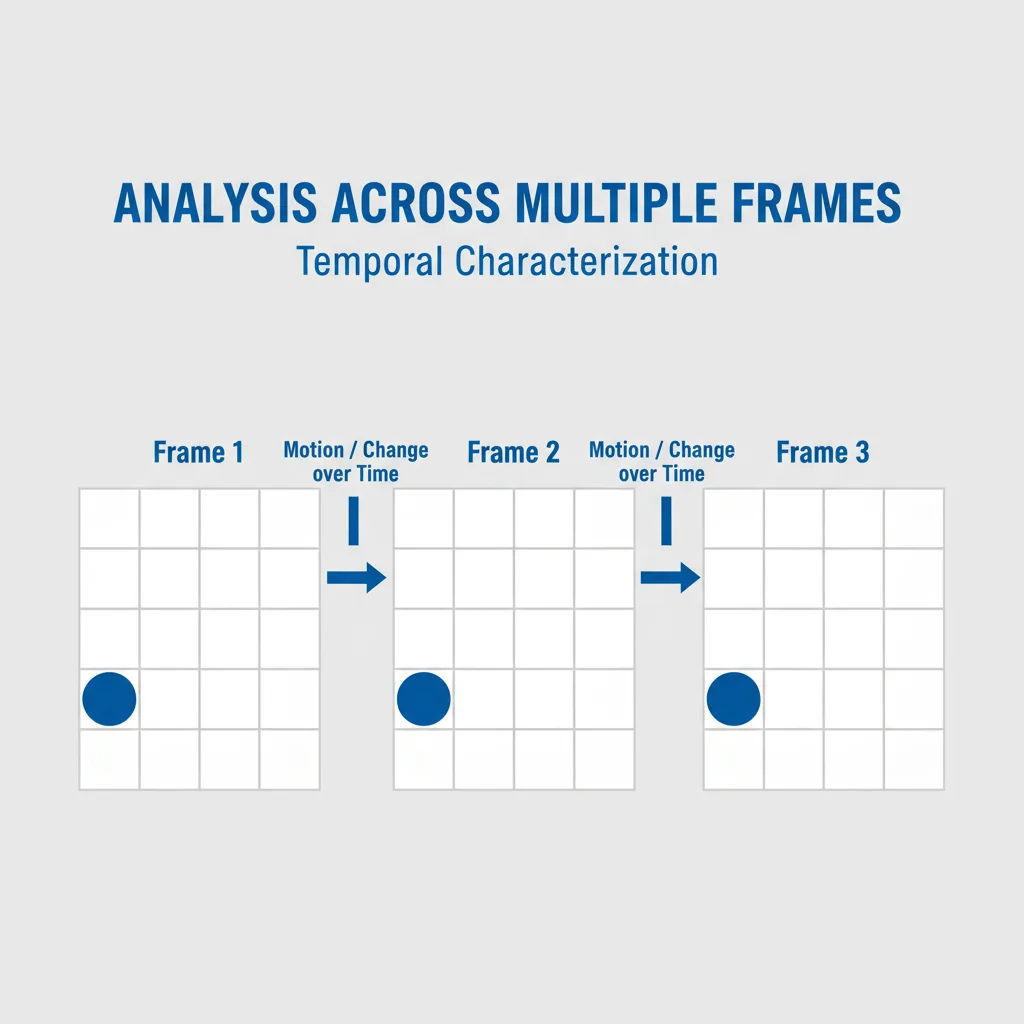 ANALYSIS ACROSS MULTIPLE FRAMES
Temporal Characterization
Frame 1
Motion / Change
over Time
Frame 2
Motion / Change
over Time
Frame 3